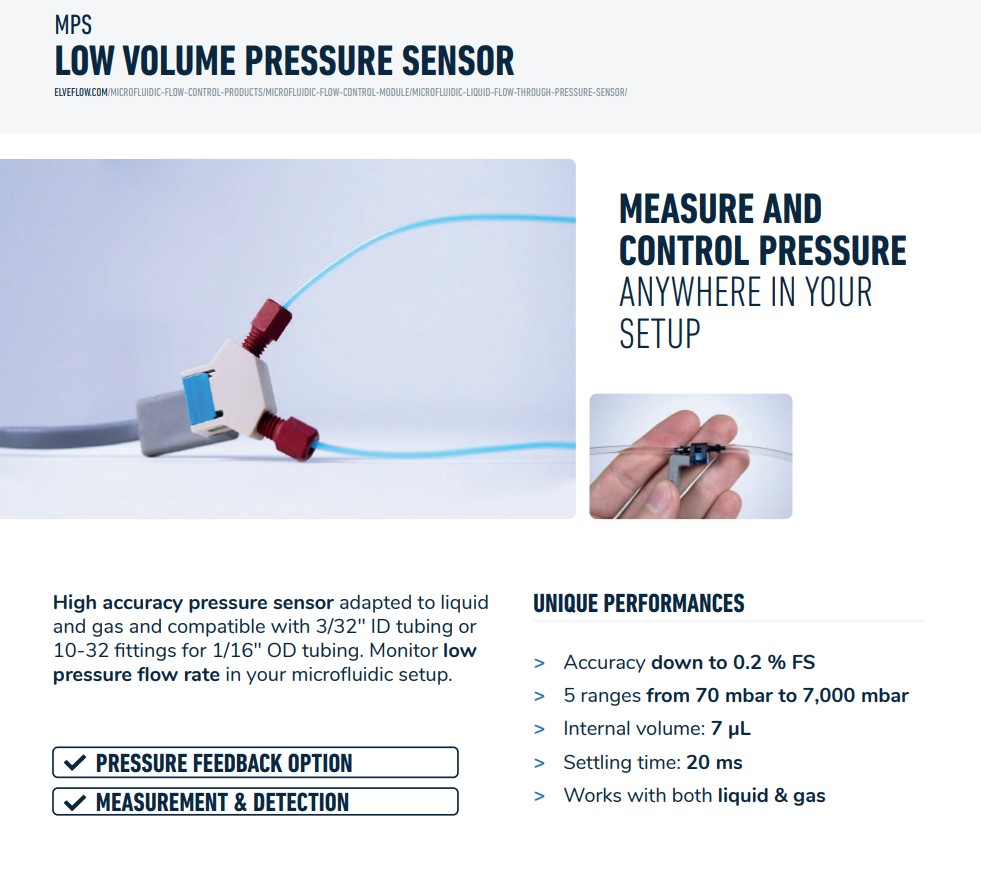 MPS
LOW VOLUME PRESSURE SENSOR
ELVEFLOW.COM/MICROFLUIDIC-FLOW-CONTROL-PRODUCTS/MICROFLUIDIC-FLOW-CONTROL-MODULE/MICROFLUIDIC-LIQUID-FLOW-THROUGH-PRESSURE-SENSOR/
MEASURE AND
CONTROL PRESSURE
ANYWHERE IN YOUR
SETUP
High accuracy pressure sensor adapted to liquid
and gas and compatible with 3/32" ID tubing or
10-32 fittings for 1/16" OD tubing. Monitor low
pressure flow rate in your microfluidic setup.
PRESSURE FEEDBACK OPTION
MEASUREMENT & DETECTION
UNIQUE PERFORMANCES
> Accuracy down to 0.2 % FS
> 5 ranges from 70 mbar to 7,000 mbar
> Internal volume: 7 µL
> Settling time: 20 ms
> Works with both liquid & gas